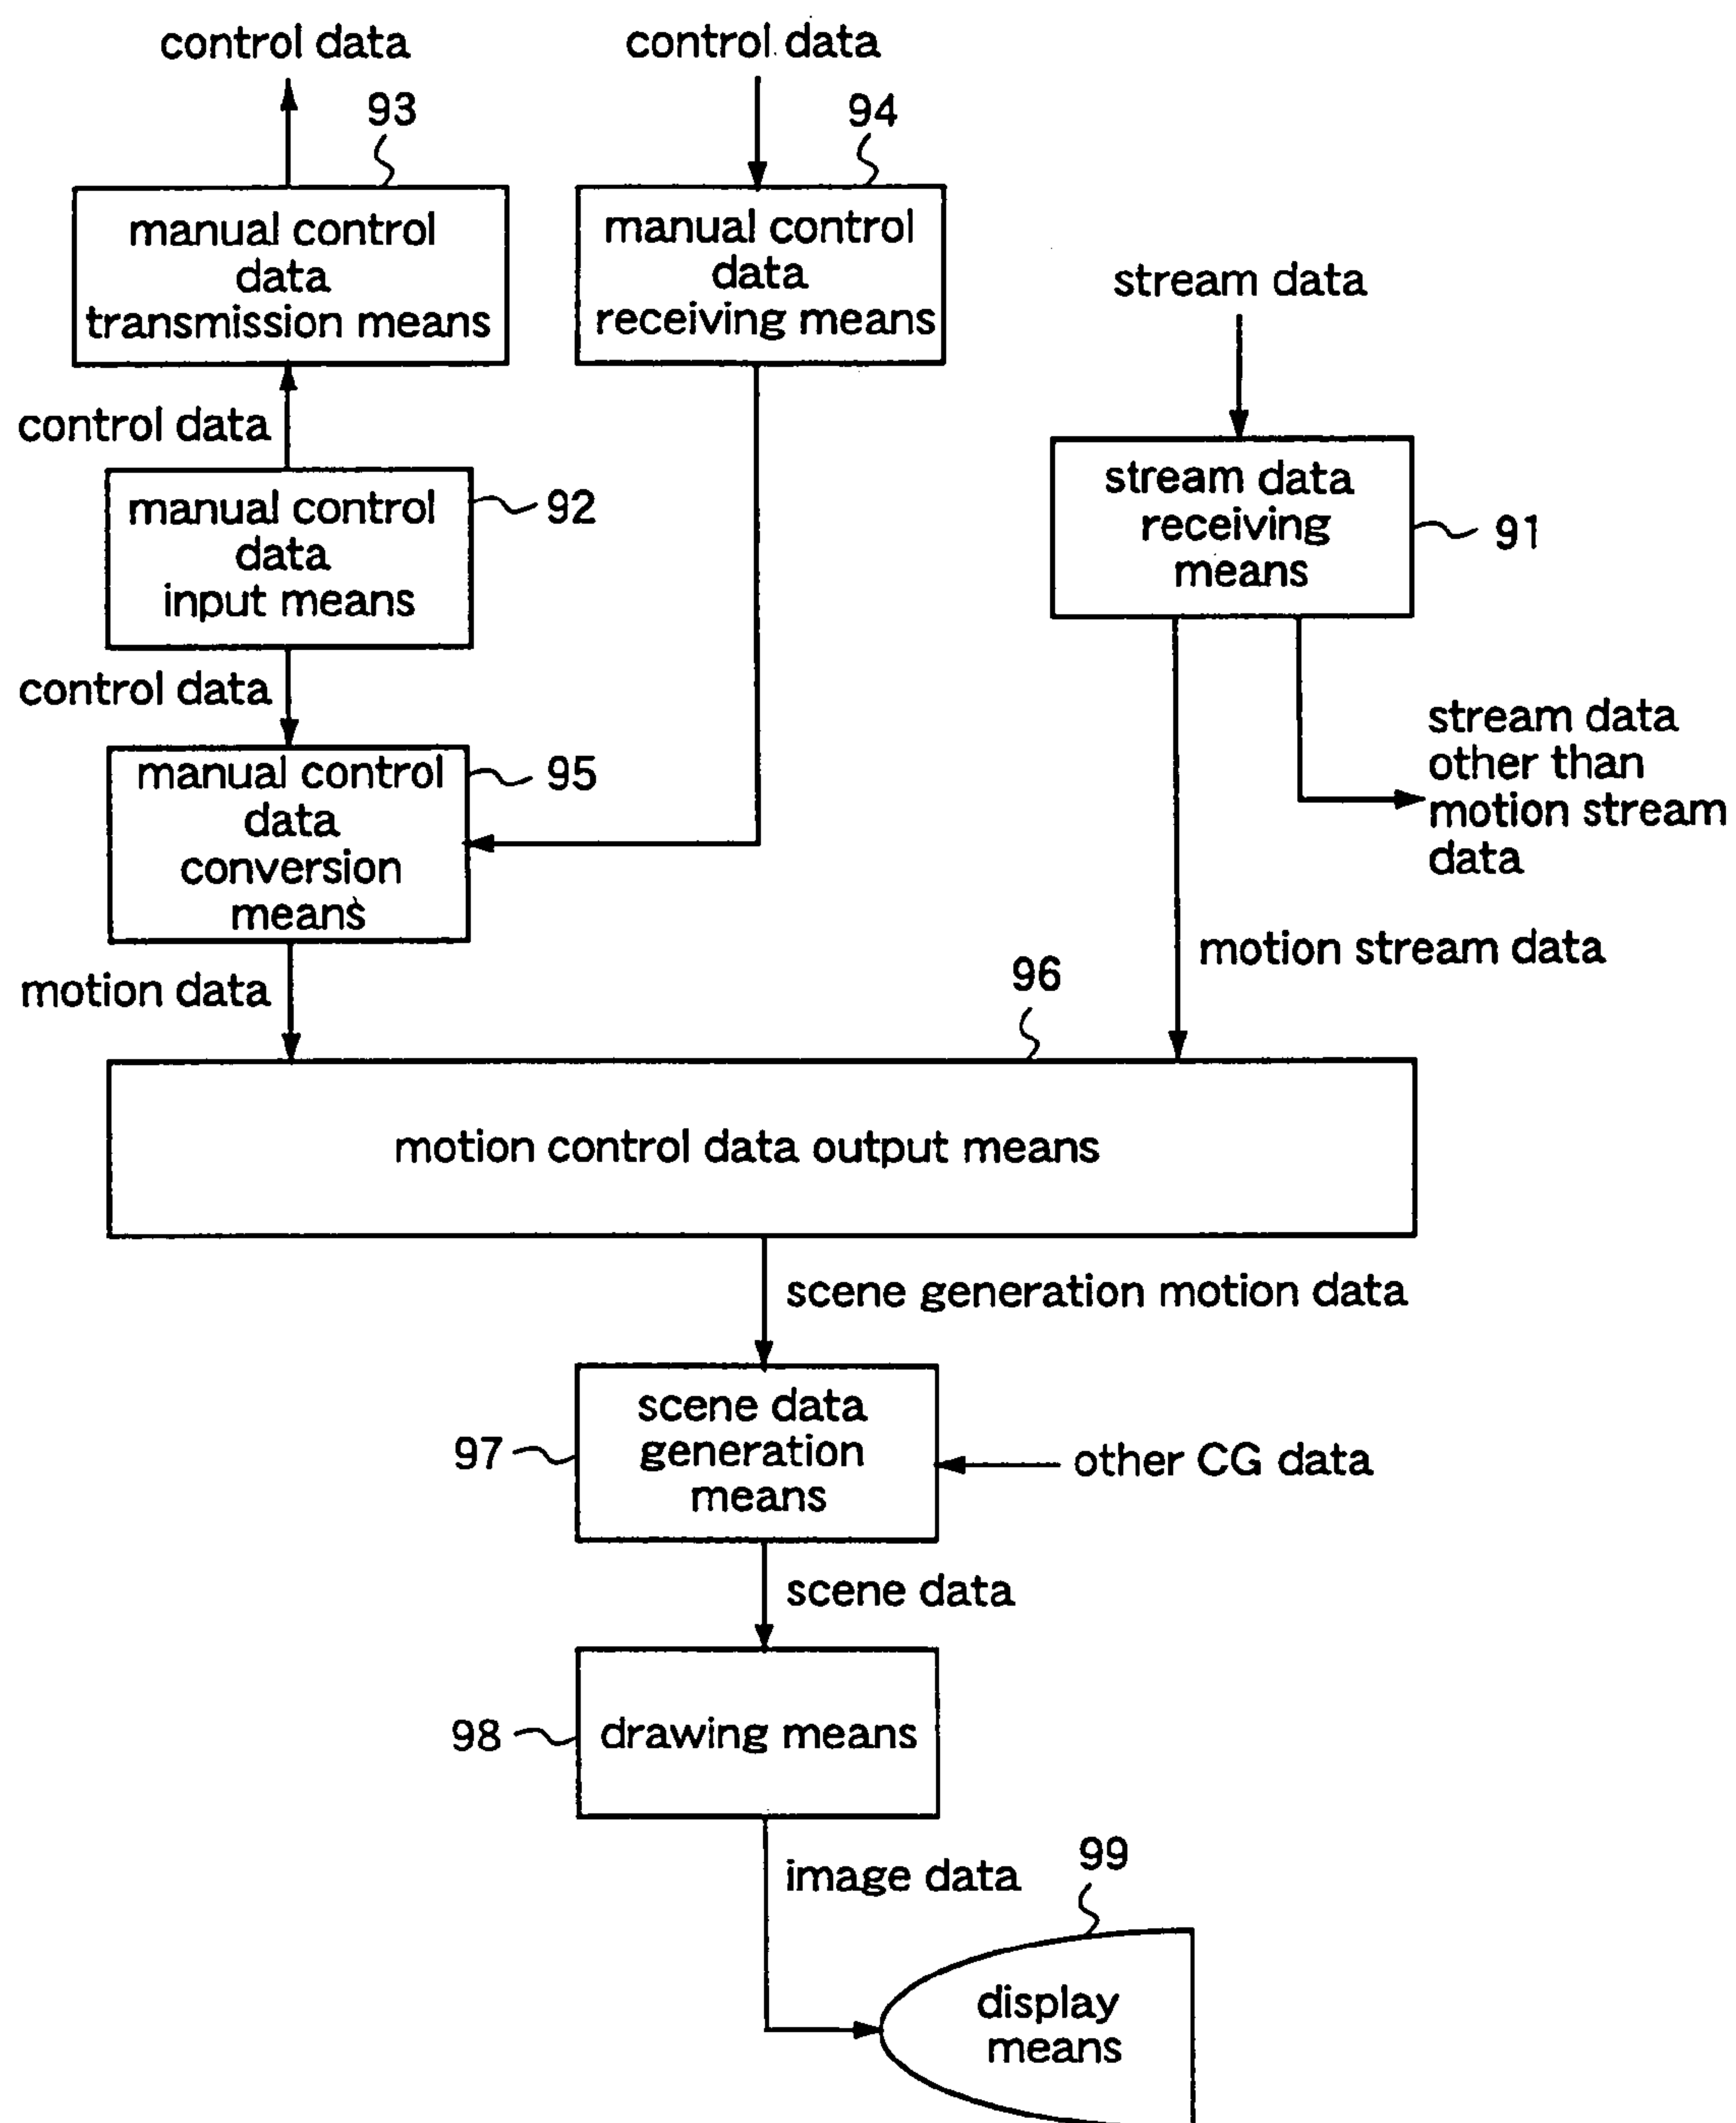 control data
control data
93
94
manual control
data
transmission means
manual control
data
receiving means
stream data
control data
manual control
data
input means
92
stream data
receiving
means
91
control data
manual control
data
conversion
means
95
stream data
other than
motion stream
data
motion data
motion stream data
96
motion control data output means
scene generation motion data
scene data
generation
means
97
other CG data
scene data
98
drawing means
image data
99
display
means